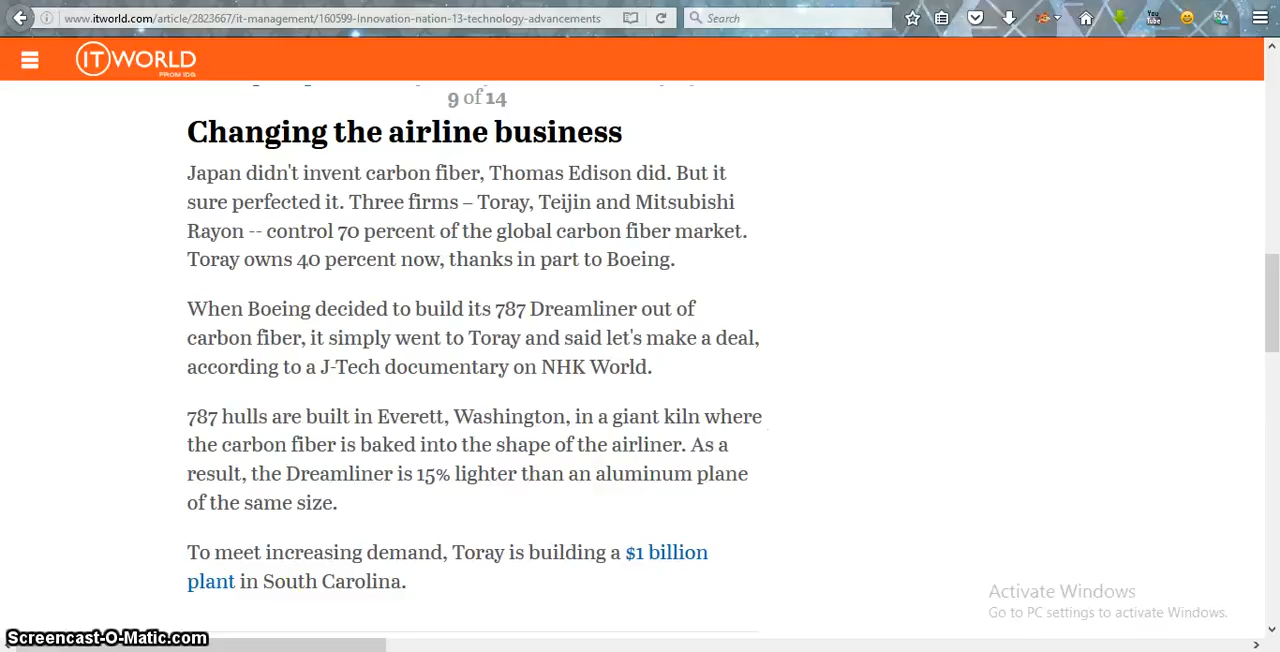 www.itworld.com/article/2823667/it-management/160599-Innovation-nation-13-technology-advancements
Search
You
Tube
ITWORLD
FROM IDG
9 of 14
Changing the airline business
Japan didn't invent carbon fiber, Thomas Edison did. But it
sure perfected it. Three firms – Toray, Teijin and Mitsubishi
Rayon -- control 70 percent of the global carbon fiber market.
Toray owns 40 percent now, thanks in part to Boeing.
When Boeing decided to build its 787 Dreamliner out of
carbon fiber, it simply went to Toray and said let's make a deal,
according to a J-Tech documentary on NHK World.
787 hulls are built in Everett, Washington, in a giant kiln where
the carbon fiber is baked into the shape of the airliner. As a
result, the Dreamliner is 15% lighter than an aluminum plane
of the same size.
To meet increasing demand, Toray is building a $1 billion
plant in South Carolina.
Activate Windows
Go to PC settings to activate Windows.
Screencast-O-Matic.com